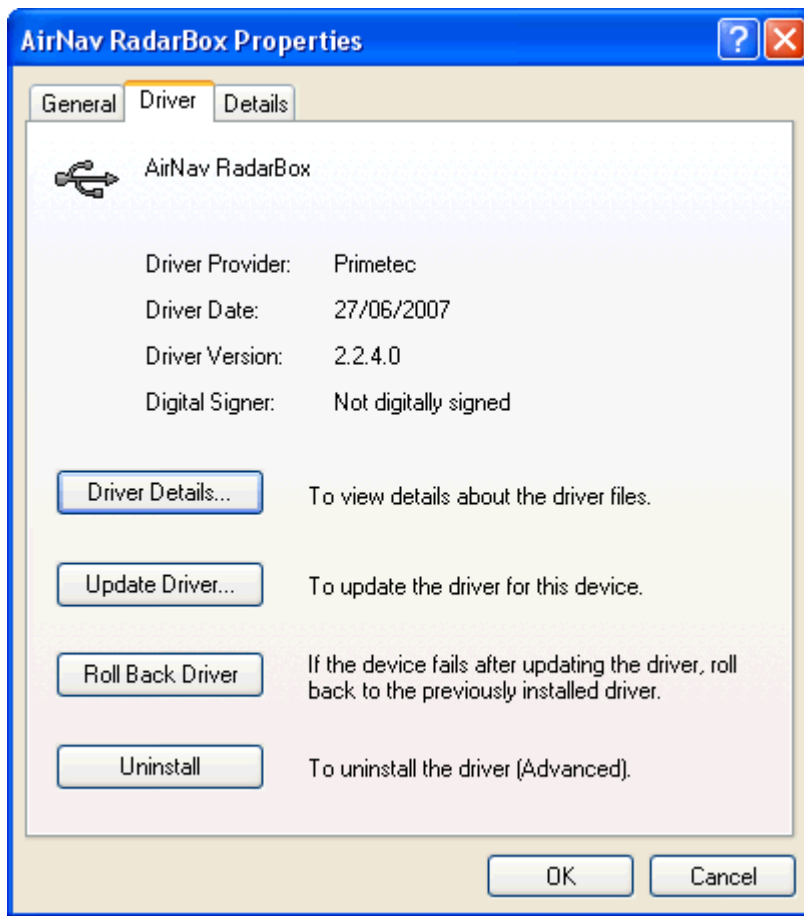 AirNav RadarBox Properties
?
General Driver Details
AirNav RadarBox
Driver Provider: Primetec
Driver Date: 27/06/2007
Driver Version: 2.2.4.0
Digital Signer: Not digitally signed
Driver Details... To view details about the driver files.
Update Driver... To update the driver for this device.
Roll Back Driver If the device fails after updating the driver, roll
back to the previously installed driver.
Uninstall To uninstall the driver (Advanced).
OK Cancel